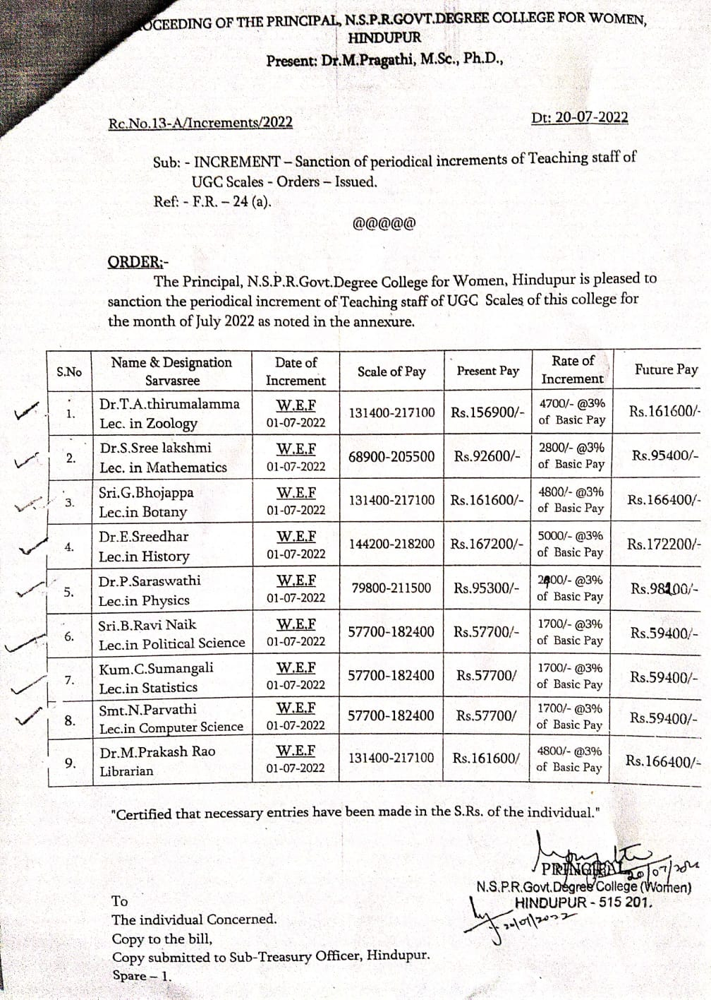 OCEEDING OF THE PRINCIPAL, N.S.P.R.GOVT.DEGREE COLLEGE FOR WOMEN,
HINDUPUR
Present: Dr.M.Pragathi, M.Sc., Ph.D.,
Rc.No.13-A/Increments/2022 Dt: 20-07-2022
Sub: - INCREMENT – Sanction of periodical increments of Teaching staff of
UGC Scales - Orders – Issued.
Ref: - F.R. – 24 (a).
@@@@@
ORDER;-
The Principal, N.S.P.R.Govt.Degree College for Women, Hindupur is pleased to
sanction the periodical increment of Teaching staff of UGC Scales of this college for
the month of July 2022 as noted in the annexure.
S.No Name & Designation Sarvasree Date of Increment Scale of Pay Present Pay Rate of Increment Future Pay
1. Dr.T.A.thirumalamma W.E.F 131400-217100 Rs.156900/- 4700/- @3% Rs.161600/-
Lec. in Zoology 01-07-2022 of Basic Pay
2. Dr.S.Sree lakshmi W.E.F 68900-205500 Rs.92600/- 2800/- @3% Rs.95400/-
Lec. in Mathematics 01-07-2022 of Basic Pay
3. Sri.G.Bhojappa W.E.F 131400-217100 Rs.161600/- 4800/- @3% Rs.166400/-
Lec.in Botany 01-07-2022 of Basic Pay
4. Dr.E.Sreedhar W.E.F 144200-218200 Rs.167200/- 5000/- @3% Rs.172200/-
Lec.in History 01-07-2022 of Basic Pay
5. Dr.P.Saraswathi W.E.F 79800-211500 Rs.95300/- @3%
Lec.in Physics 01-07-2022 of Basic Pay
6. Sri.B.Ravi Naik W.E.F 57700-182400 Rs.57700/- 1700/- @3% Rs.59400/-
Lec.in Political Science 01-07-2022 of Basic Pay
7. Kum.C.Sumangali W.E.F 57700-182400 Rs.57700/ 1700/- @3% Rs.59400/-
Lec.in Statistics 01-07-2022 of Basic Pay
8. Smt.N.Parvathi W.E.F 57700-182400 Rs.57700/ 1700/- @3% Rs.59400/-
Lec.in Computer Science 01-07-2022 of Basic Pay
9. Dr.M.Prakash Rao W.E.F 131400-217100 Rs.161600/ 4800/- @3% Rs.166400/-
Librarian 01-07-2022 of Basic Pay
"Certified that necessary entries have been made in the S.Rs. of the individual."
PRINCIPAL
N.S.P.R.Govt.Degree College (Women)
HINDUPUR - 515 201.
To
The individual Concerned.
Copy to the bill,
Copy submitted to Sub-Treasury Officer, Hindupur.
Spare – 1.